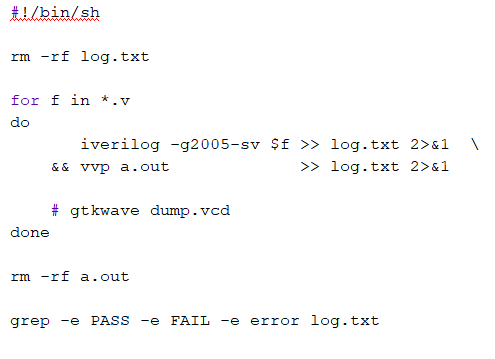 #!/bin/sh

rm -rf log.txt

for f in *.v
do
       iverilog -g2005-sv $f >> log.txt 2>&1  \
    && vvp a.out             >> log.txt 2>&1

    # gtkwave dump.vcd
done

rm -rf a.out

grep -e PASS -e FAIL -e error log.txt